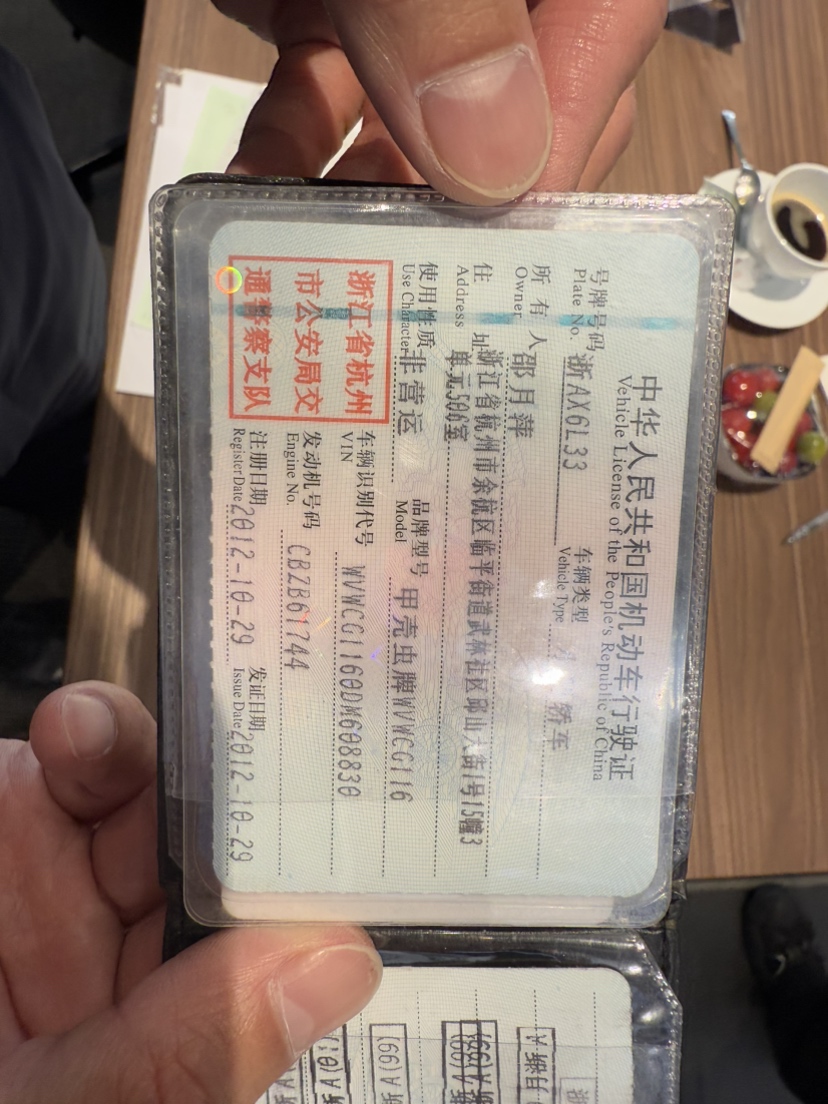 中华人民共和国机动车行驶证
Vehicle License of the People's Republic of China
号牌号码 浙AX6L33 车辆类型 轿车
Plate No. Vehicle Type
所有人 邵月萍
Owner
住址 浙江省杭州市余杭区临平街道武林社区邱山大街1号15幢3
Address 单元506室
使用性质 非营运 品牌型号 甲壳虫牌WVWCG116
Use Character Model
浙江省杭州
市公安局交
通警察支队
车辆识别代号 WVWCG1160DM608830
VIN
发动机号码 CBZB61744
Engine No.
注册日期 2012-10-29 发证日期 2012-10-29
Register Date Issue Date